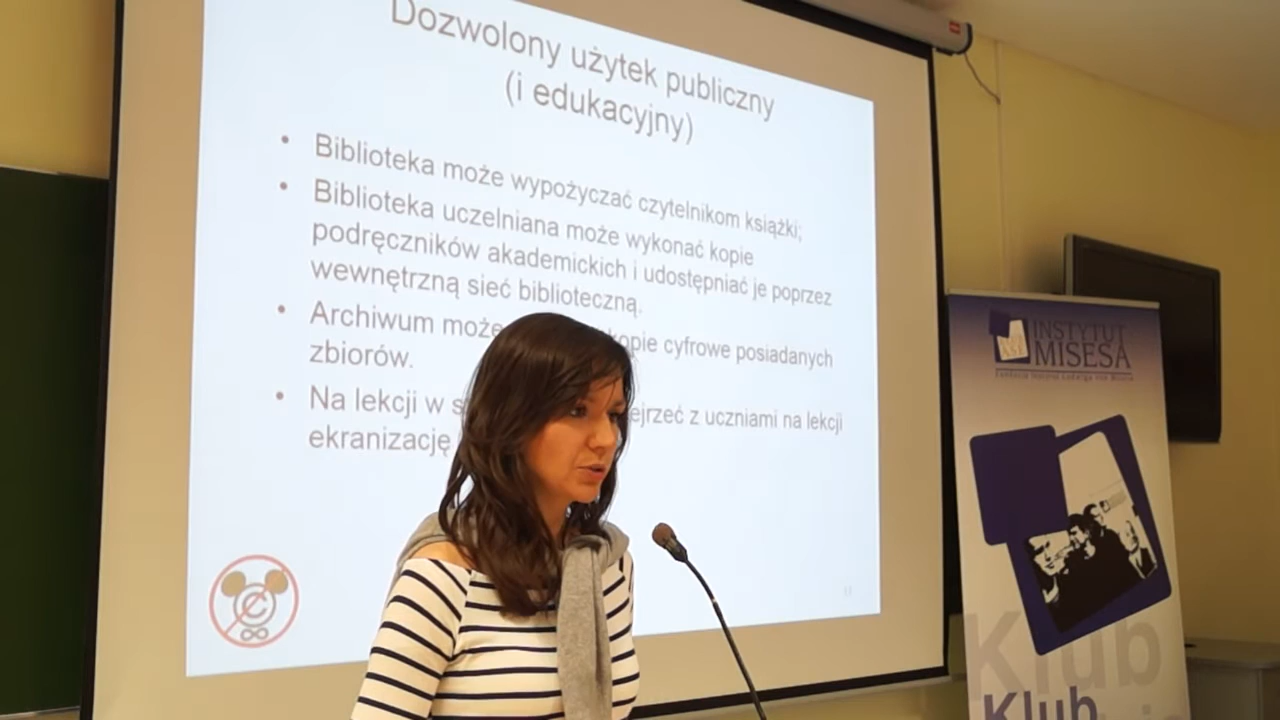 Dozwolony użytek publiczny
(i edukacyjny)
• Biblioteka może wypożyczać czytelnikom książki;
• Biblioteka uczelniana może wykonać kopie
podręczników akademickich i udostępniać je poprzez
wewnętrzną sieć biblioteczną.
• Archiwum może kopie cyfrowe posiadanych
zbiorów.
• Na lekcji w z uczniami na lekcji
ekranizację
INSTYTUT
MISESA
Klub
Klub